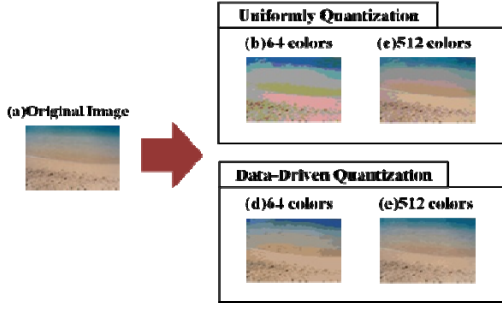 Uniformly Quantization
(b)64 colors (c)512 colors
(a)Original Image
Data-Driven Quantization
(d)64 colors (e)512 colors